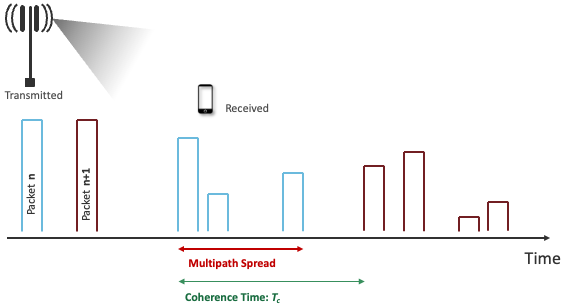 Transmitted
Received
Packet n
Packet n+1
Time
Multipath Spread
Coherence Time: Tc